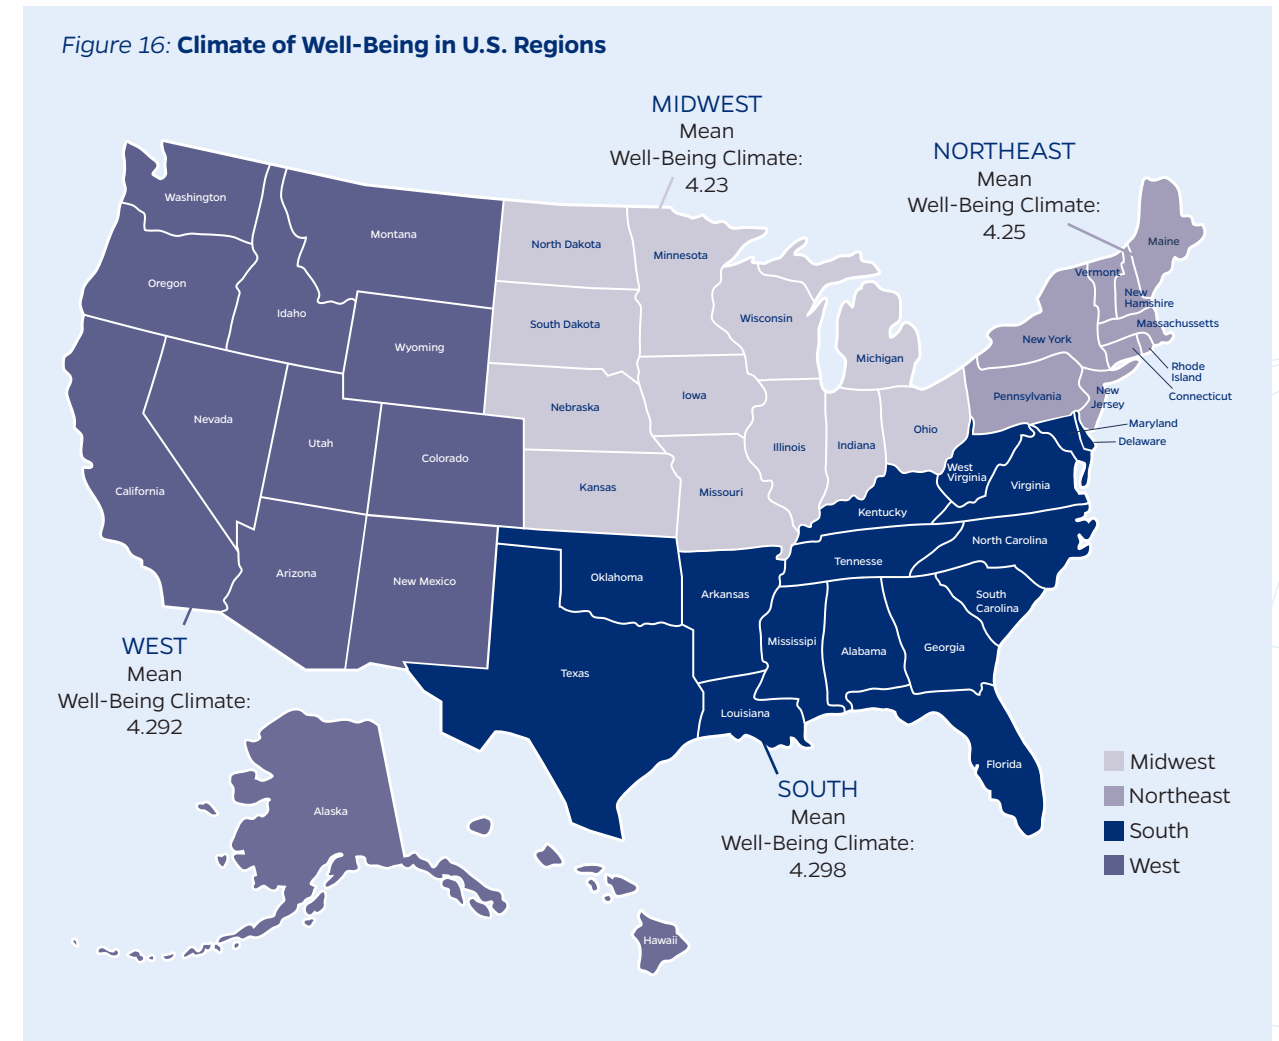 Figure 16: Climate of Well-Being in U.S. Regions
MIDWEST
Mean
Well-Being Climate:
4.23
NORTHEAST
Mean
Well-Being Climate:
4.25
Washington
Oregon
Idaho
Montana
Wyoming
California
Nevada
Utah
Colorado
Arizona
New Mexico
North Dakota
South Dakota
Nebraska
Kansas
Minnesota
Iowa
Missouri
Wisconsin
Illinois
Michigan
Indiana
Ohio
Maine
Vermont
New
Hamshire
Massachussetts
New York
Rhode
Island
Connecticut
Pennsylvania
New
Jersey
Maryland
Delaware
West
Virginia
Virginia
Kentucky
North Carolina
Tennesse
South
Carolina
Oklahoma
Arkansas
Texas
Louisiana
Mississipi
Alabama
Georgia
Florida
WEST
Mean
Well-Being Climate:
4.292
Alaska
Hawaii
SOUTH
Mean
Well-Being Climate:
4.298
Midwest
Northeast
South
West